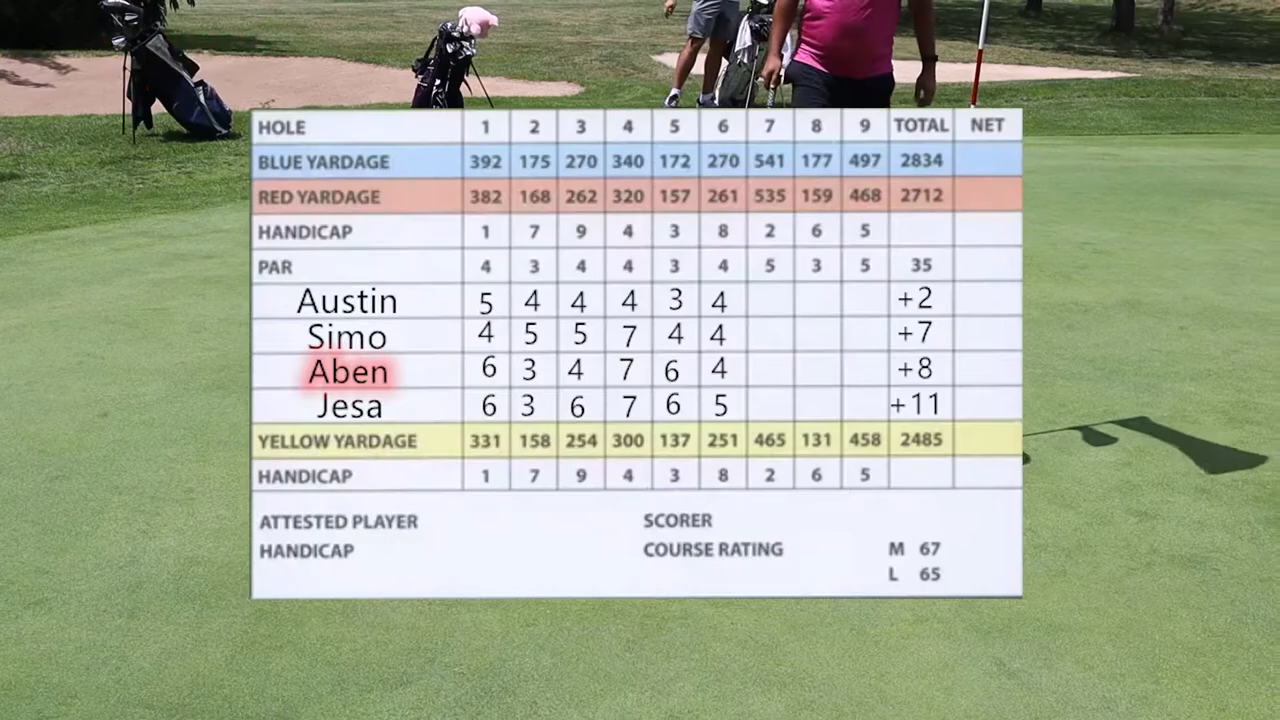 HOLE 1 2 3 4 5 6 7 8 9 TOTAL NET
BLUE YARDAGE 392 175 270 340 172 270 541 177 497 2834
RED YARDAGE 382 168 262 320 157 261 535 159 468 2712
HANDICAP 1 7 9 4 3 8 2 6 5
PAR 4 3 4 4 3 4 5 3 5 35
Austin 5 4 4 4 3 4 +2
Simo 4 5 5 7 4 4 +7
Aben 6 3 4 7 6 4 +8
Jesa 6 3 6 7 6 5 +11
YELLOW YARDAGE 331 158 254 300 137 251 465 131 458 2485
HANDICAP 1 7 9 4 3 8 2 6 5
ATTESTED PLAYER SCORER
HANDICAP COURSE RATING M 67
L 65